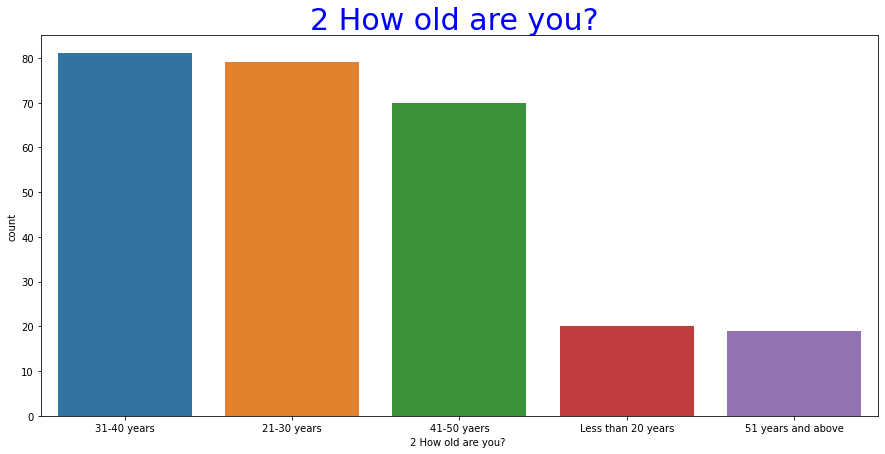 2 How old are you?
count
80
70
60
50
40
30
20
10
0
31-40 years
21-30 years
41-50 yaers
Less than 20 years
51 years and above
2 How old are you?